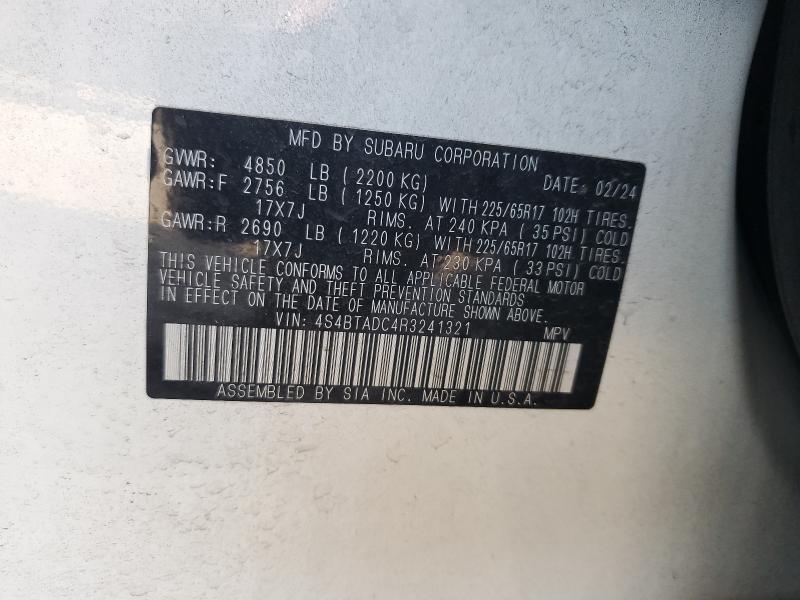 MFD BY SUBARU CORPORATION
GVWR: 4850 LB (2200 KG) DATE: 02/24
GAWR:F 2756 LB (1250 KG) WITH 225/65R17 102H TIRES.
17X7J RIMS. AT 240 KPA (35 PSI) COLD
GAWR:R 2690 LB (1220 KG) WITH 225/65R17 102H TIRES.
17X7J RIMS. AT 230 KPA (33 PSI) COLD
THIS VEHICLE CONFORMS TO ALL APPLICABLE FEDERAL MOTOR
VEHICLE SAFETY AND THEFT PREVENTION STANDARDS
IN EFFECT ON THE DATE OF MANUFACTURE SHOWN ABOVE.
VIN: 4S4BTADC4R3241321 MPV
ASSEMBLED BY SIA INC. MADE IN U.S.A.